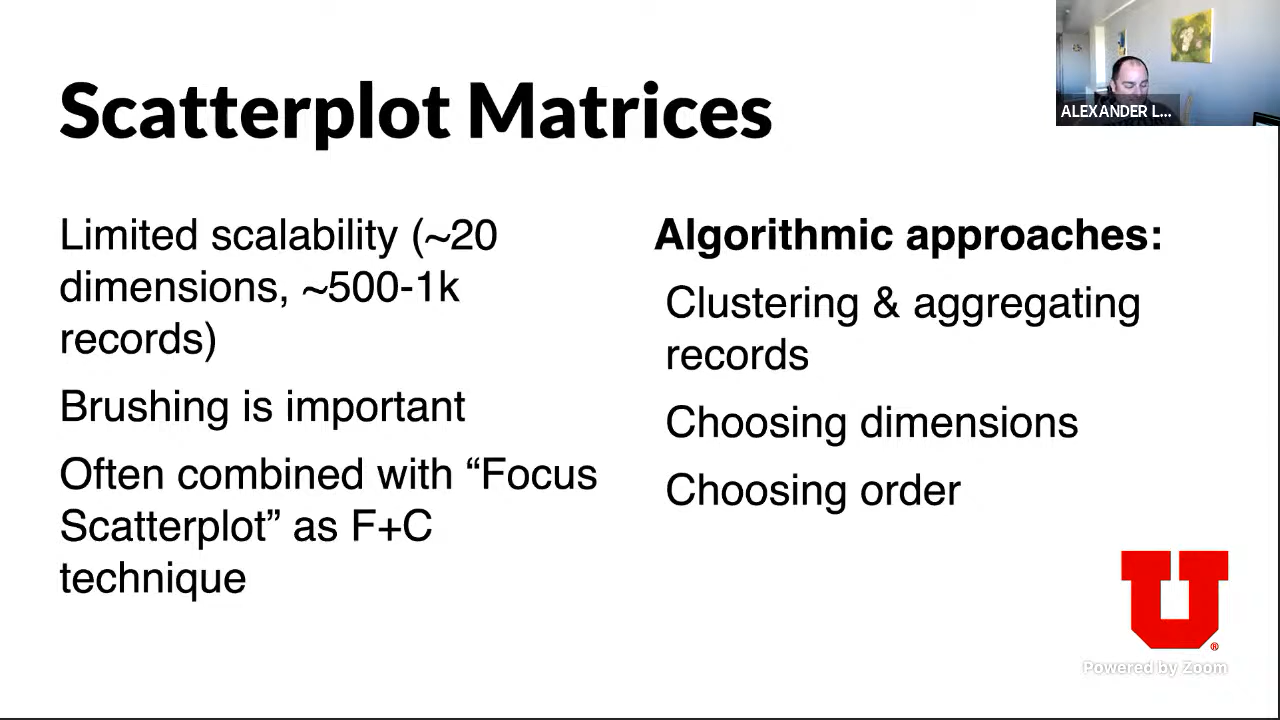 ALEXANDER L...
Scatterplot Matrices
Limited scalability (~20
dimensions, ~500-1k
records)
Brushing is important
Often combined with “Focus
Scatterplot” as F+C
technique
Algorithmic approaches:
Clustering & aggregating
records
Choosing dimensions
Choosing order
U
®
Powered by Zoom